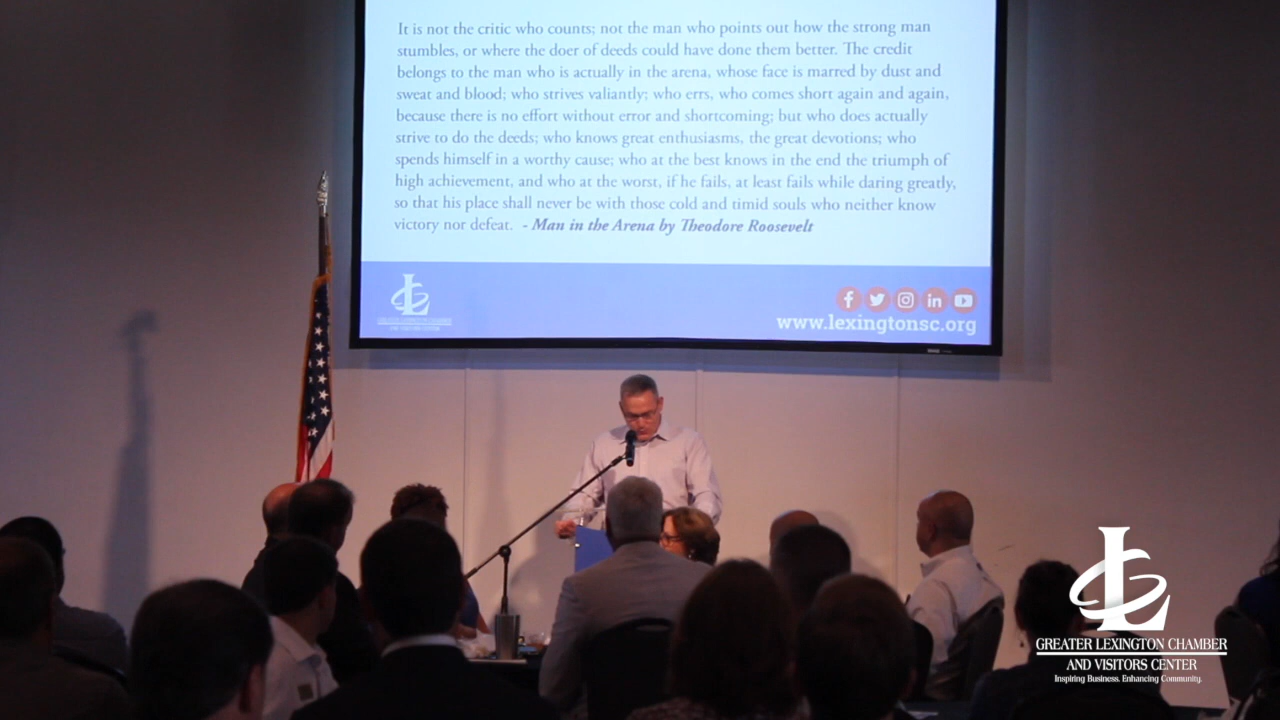 It is not the critic who counts; not the man who points out how the strong man
stumbles, or where the doer of deeds could have done them better. The credit
belongs to the man who is actually in the arena, whose face is marred by dust and
sweat and blood; who strives valiantly; who errs, who comes short again and again,
because there is no effort without error and shortcoming; but who does actually
strive to do the deeds; who knows great enthusiasms, the great devotions; who
spends himself in a worthy cause; who at the best knows in the end the triumph of
high achievement, and who at the worst, if he fails, at least fails while daring greatly,
so that his place shall never be with those cold and timid souls who neither know
victory nor defeat. - Man in the Arena by Theodore Roosevelt
GREATER LEXINGTON CHAMBER
AND VISITORS CENTER
www.lexingtonsc.org
GREATER LEXINGTON CHAMBER
AND VISITORS CENTER
Inspiring Business. Enhancing Community.